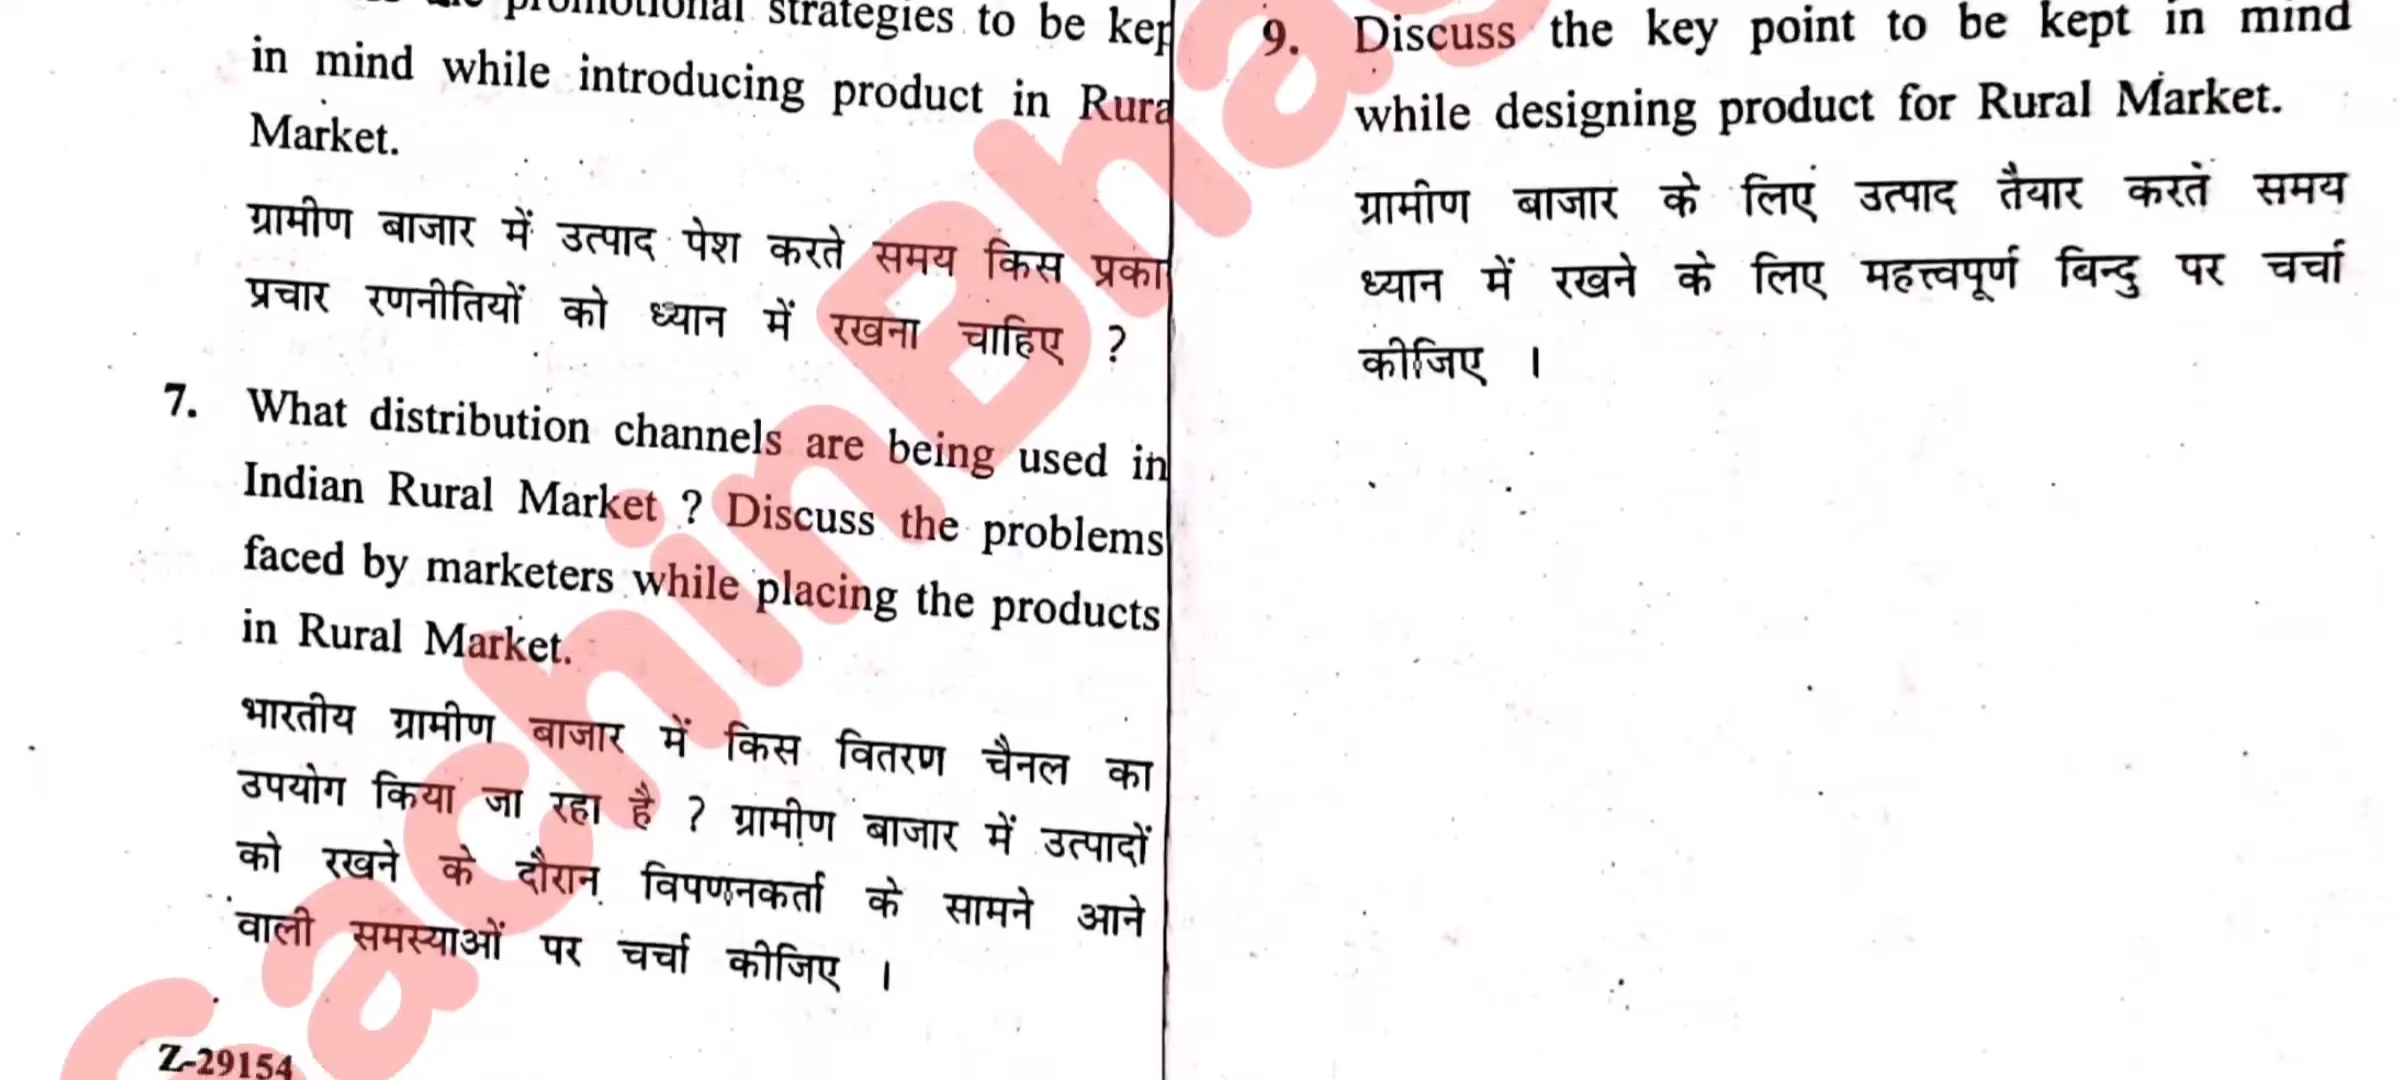 promotional strategies to be kep
in mind while introducing product in Rura
Market.
ग्रामीण बाजार में उत्पाद पेश करते समय किस प्रका
प्रचार रणनीतियों को ध्यान में रखना चाहिए ?
7. What distribution channels are being used in
Indian Rural Market ? Discuss the problems
faced by marketers while placing the products
in Rural Market.
भारतीय ग्रामीण बाजार में किस वितरण चैनल का
उपयोग किया जा रहा है ? ग्रामीण बाजार में उत्पादों
को रखने के दौरान विपणनकर्ता के सामने आने
वाली समस्याओं पर चर्चा कीजिए ।
Z-29154
9. Discuss the key point to be kept in mind
while designing product for Rural Market.
ग्रामीण बाजार के लिए उत्पाद तैयार करते समय
ध्यान में रखने के लिए महत्त्वपूर्ण विन्दु पर चर्चा
कीजिए ।
SachinBha